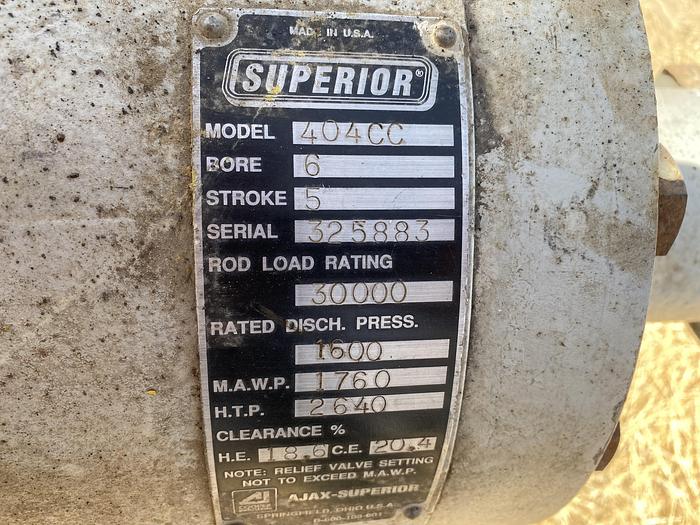 MADE IN U.S.A.
SUPERIOR®
MODEL 404CC
BORE 6
STROKE 5
SERIAL 325883
ROD LOAD RATING
30000
RATED DISCH. PRESS.
1600
M.A.W.P. 1760
H.T.P. 2640
CLEARANCE %
H.E. 18.6 C.E. 20.4
NOTE: RELIEF VALVE SETTING
NOT TO EXCEED M.A.W.P.
AJAX-SUPERIOR
SPRINGFIELD, OHIO U.S.A.